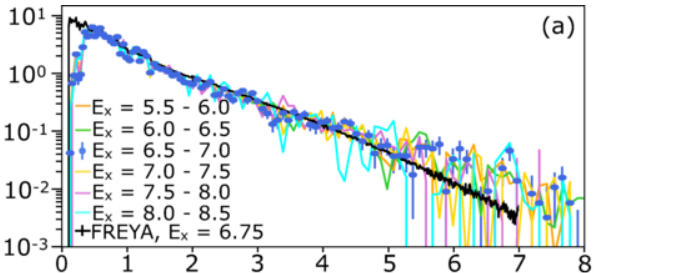 10¹
(a)
10⁰
10⁻¹
10⁻²
10⁻³
Eₓ = 5.5 - 6.0
Eₓ = 6.0 - 6.5
Eₓ = 6.5 - 7.0
Eₓ = 7.0 - 7.5
Eₓ = 7.5 - 8.0
Eₓ = 8.0 - 8.5
FREYA, Eₓ = 6.75
0 1 2 3 4 5 6 7 8